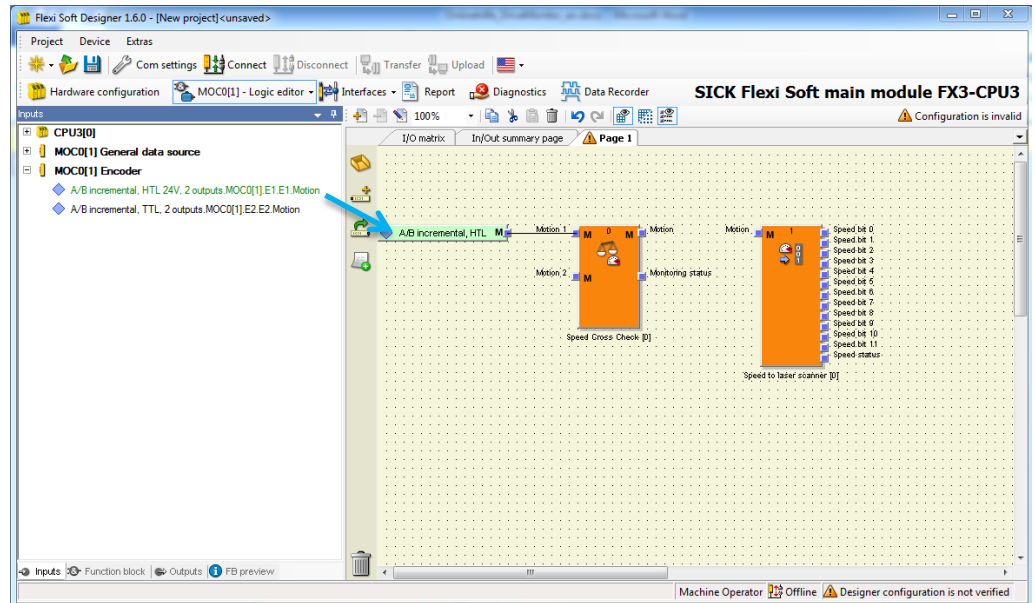 Flexi Soft Designer 1.6.0 - [New project]<unsaved>
Project Device Extras
Com settings Connect Disconnect Transfer Upload
Hardware configuration MOC0[1] - Logic editor Interfaces Report Diagnostics Data Recorder SICK Flexi Soft main module FX3-CPU3
Inputs 100% Configuration is invalid
CPU3[0] I/O matrix In/Out summary page Page 1
MOC0[1] General data source
MOC0[1] Encoder
A/B incremental, HTL 24V, 2 outputs.MOC0[1].E1.E1.Motion
A/B incremental, TTL, 2 outputs.MOC0[1].E2.E2.Motion
A/B incremental, HTL M
Motion 1 M 0 M Motion
Motion 2 M Monitoring status
Speed Cross Check [0]
Motion M 1 Speed bit 0
Speed bit 1
Speed bit 2
Speed bit 3
Speed bit 4
Speed bit 5
Speed bit 6
Speed bit 7
Speed bit 8
Speed bit 9
Speed bit 10
Speed bit 11
Speed status
Speed to laser scanner [0]
Inputs Function block Outputs FB preview
Machine Operator Offline Designer configuration is not verified